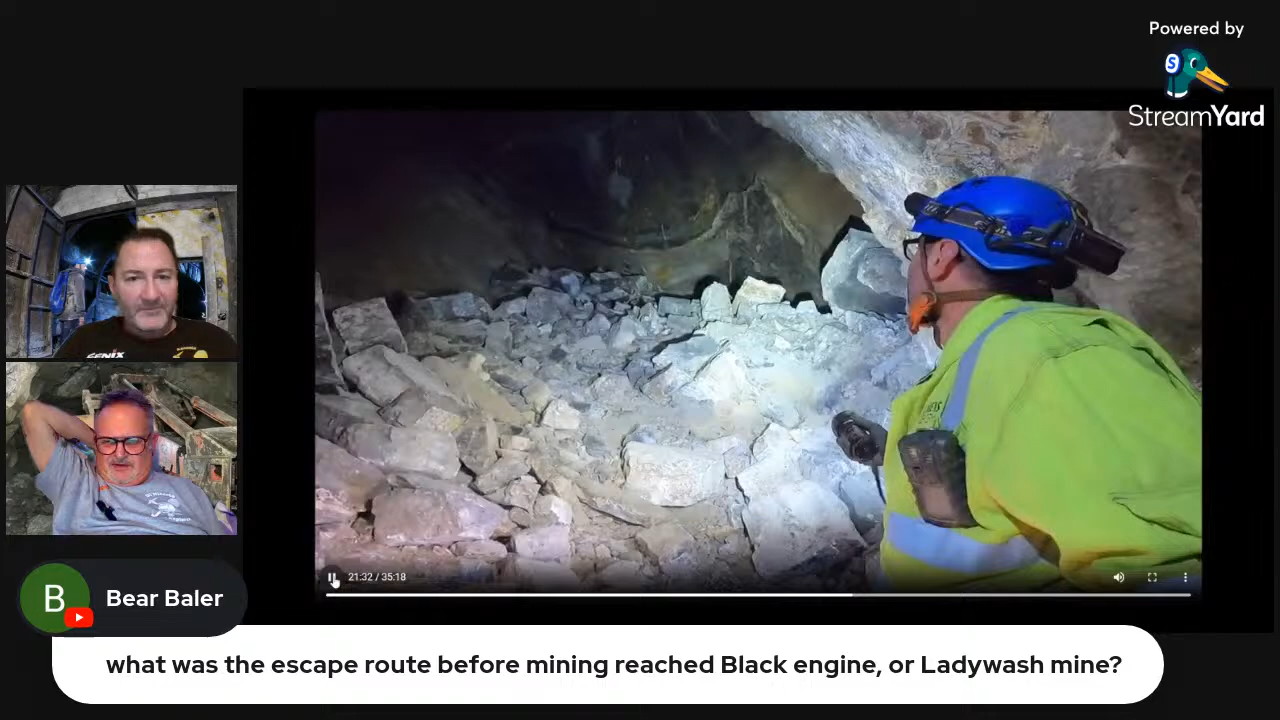 Powered by
StreamYard
FENIX
21:32 / 35:18
B
Bear Baler
what was the escape route before mining reached Black engine, or Ladywash mine?